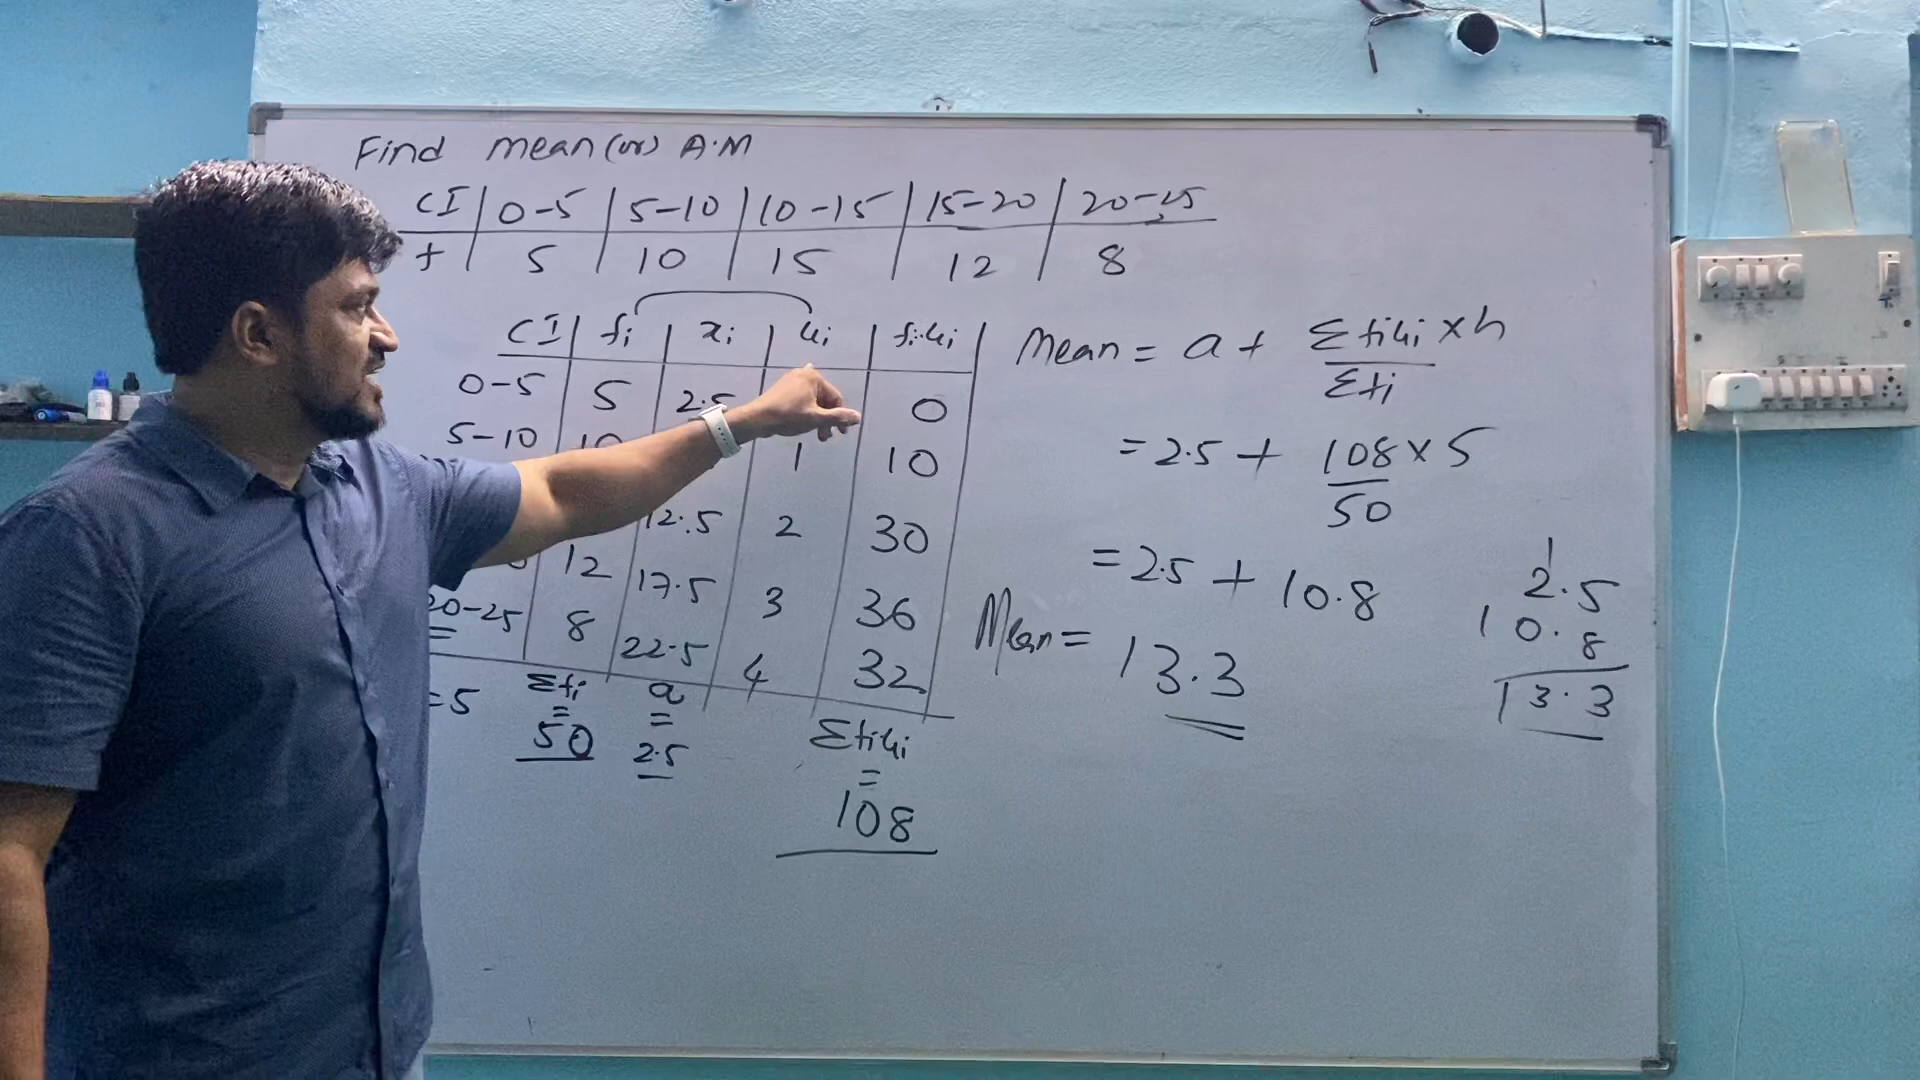 Find mean (or) A.M
CI | 0-5 | 5-10 | 10-15 | 15-20 | 20-25
f | 5 | 10 | 15 | 12 | 8
CI | fi | xi | ui | fiui
0-5 | 5 | 2.5 | 0
5-10 | 10 | 1 | 10
12.5 | 2 | 30
12 | 17.5 | 3 | 36
20-25 | 8 | 22.5 | 4 | 32
=5
Σfi = 50
a = 2.5
Σfiui = 108
Mean = a + Σfiui/Σfi × h
= 2.5 + 108/50 × 5
= 2.5 + 10.8
Mean = 13.3
1
2.5
10.8
13.3